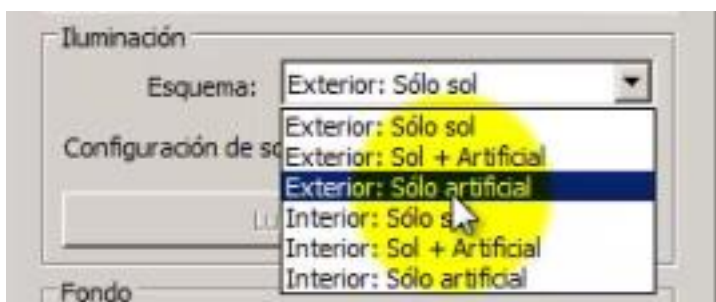 Iluminación
Esquema: Exterior: Sólo sol
Exterior: Sólo sol
Configuración de
Exterior: Sol + Artificial
Exterior: Sólo artificial
Interior: Sólo
Interior: Sol + Artificial
Interior: Sólo artificial
Fondo